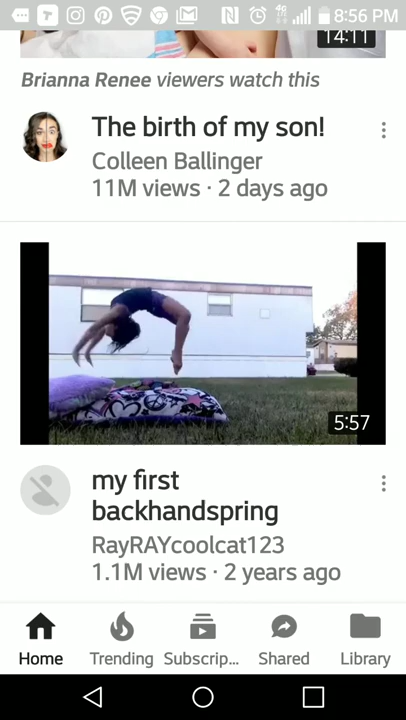 8:56 PM
14:11
Brianna Renee viewers watch this
The birth of my son!
Colleen Ballinger
11M views · 2 days ago
5:57
my first
backhandspring
RayRAYcoolcat123
1.1M views · 2 years ago
Home Trending Subscrip... Shared Library